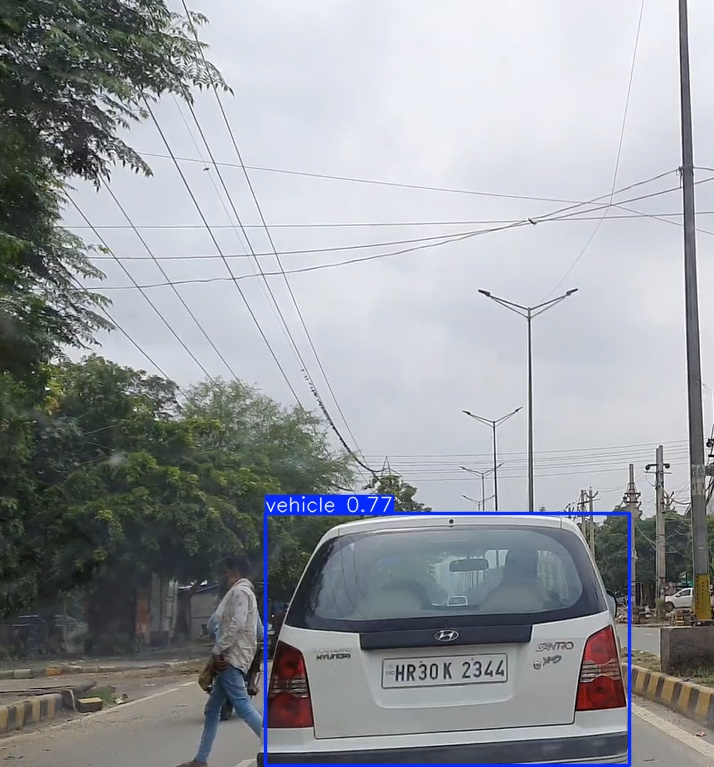 vehicle 0.77
HYUNDAI
SANTRO
HR30K 2344